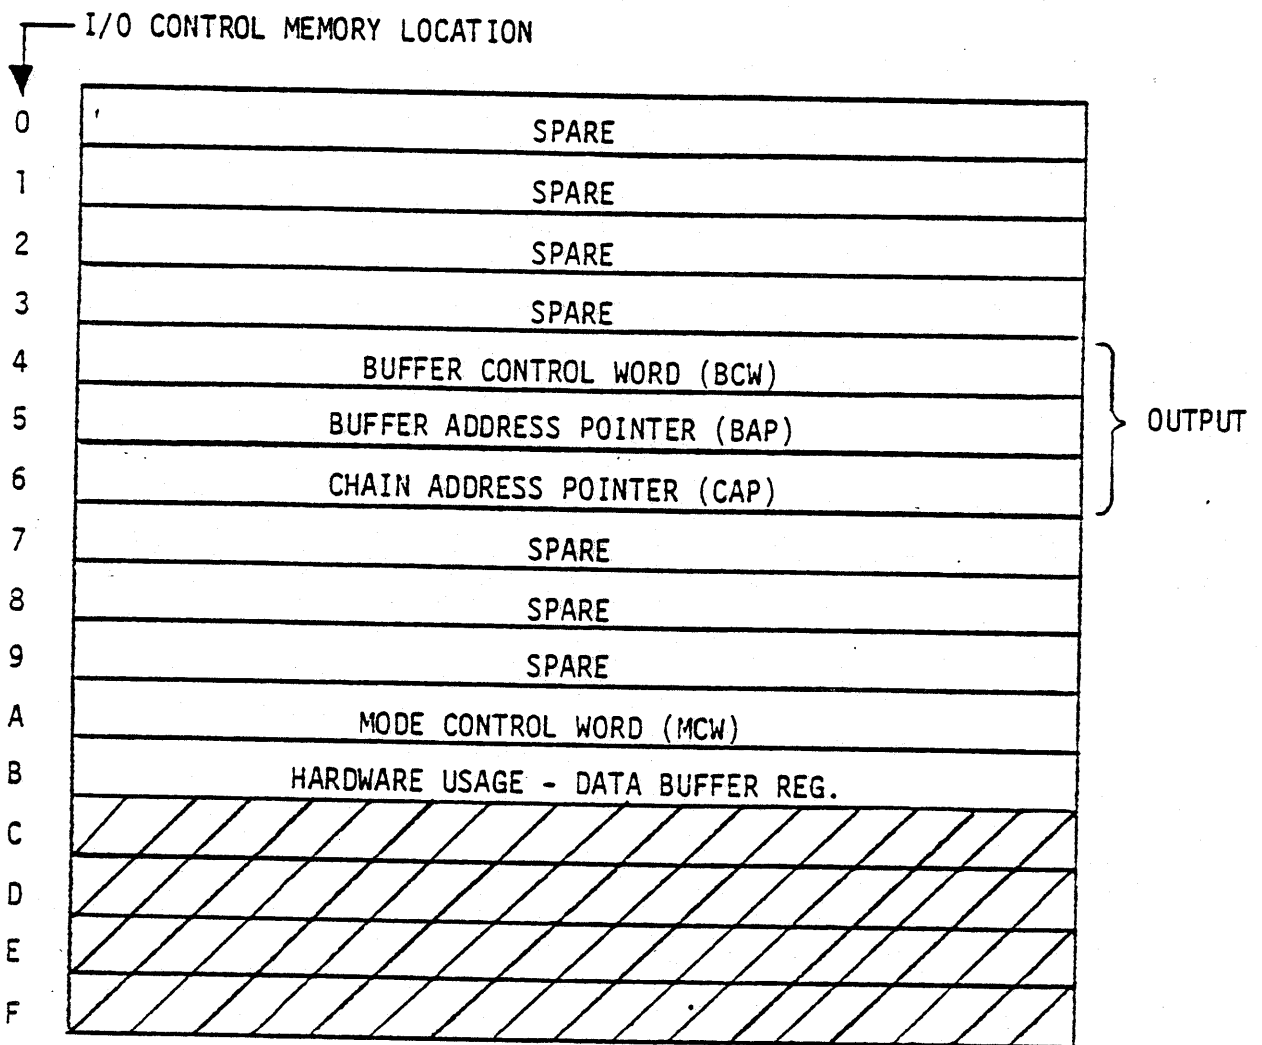 I/O CONTROL MEMORY LOCATION
0 SPARE
1 SPARE
2 SPARE
3 SPARE
4 BUFFER CONTROL WORD (BCW)
5 BUFFER ADDRESS POINTER (BAP) OUTPUT
6 CHAIN ADDRESS POINTER (CAP)
7 SPARE
8 SPARE
9 SPARE
A MODE CONTROL WORD (MCW)
B HARDWARE USAGE - DATA BUFFER REG.
C
D
E
F